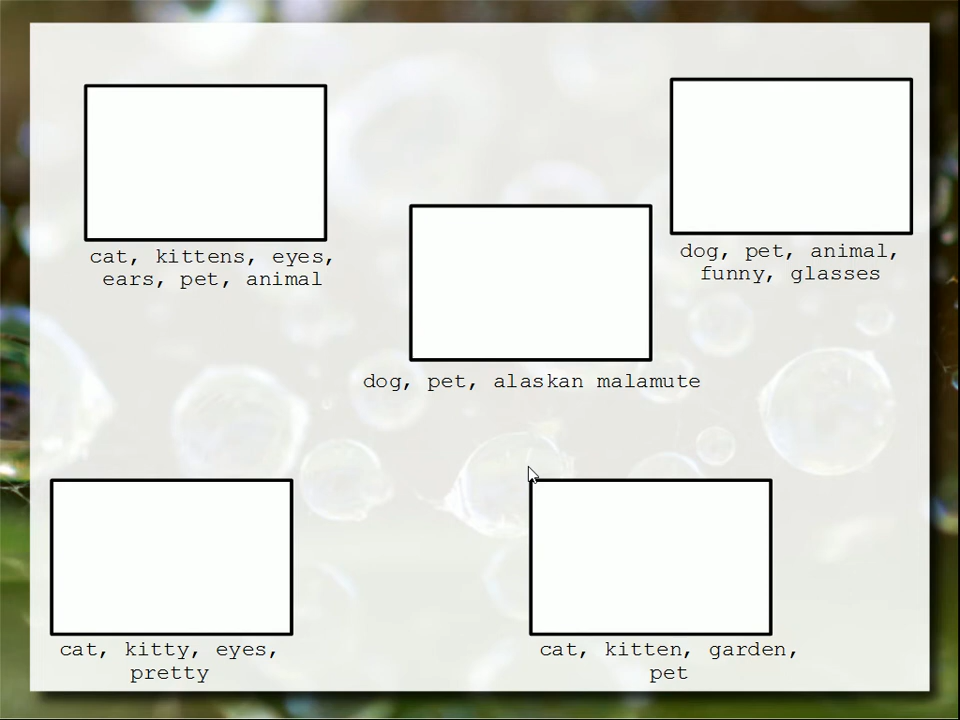 cat, kittens, eyes,
ears, pet, animal
dog, pet, animal,
funny, glasses
dog, pet, alaskan malamute
cat, kitty, eyes,
pretty
cat, kitten, garden,
pet